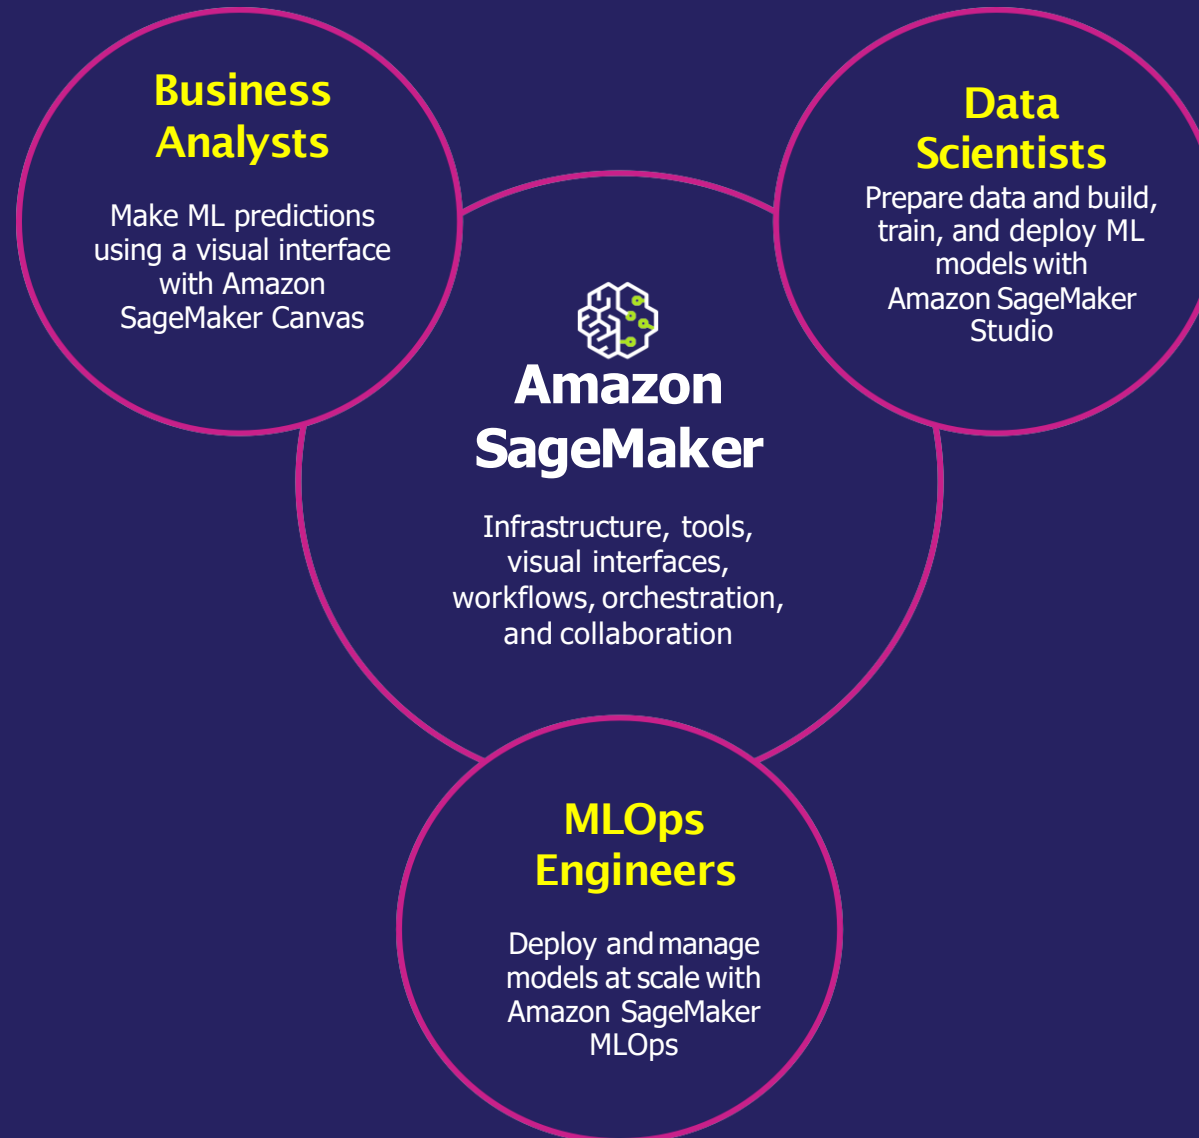 Business
Analysts
Make ML predictions
using a visual interface
with Amazon
SageMaker Canvas
Data
Scientists
Prepare data and build,
train, and deploy ML
models with
Amazon SageMaker
Studio
Amazon
SageMaker
Infrastructure, tools,
visual interfaces,
workflows, orchestration,
and collaboration
MLOps
Engineers
Deploy and manage
models at scale with
Amazon SageMaker
MLOps